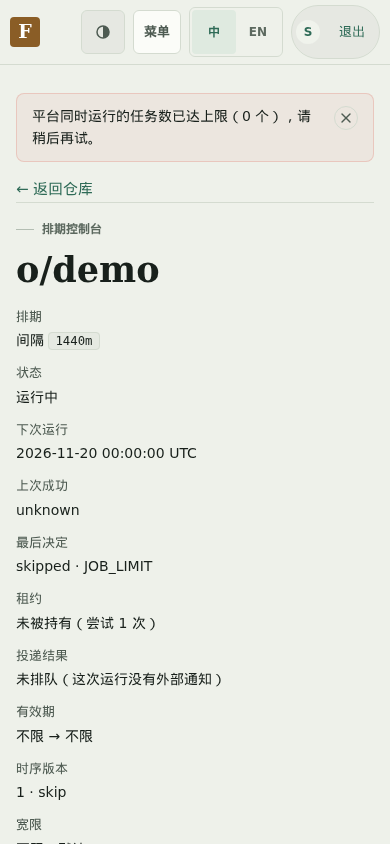 F
菜单
中
EN
S
退出
平台同时运行的任务数已达上限（0 个），请
稍后再试。
← 返回仓库
排期控制台
o/demo
排期
间隔 1440m
状态
运行中
下次运行
2026-11-20 00:00:00 UTC
上次成功
unknown
最后决定
skipped · JOB_LIMIT
租约
未被持有（尝试 1 次）
投递结果
未排队（这次运行没有外部通知）
有效期
不限 → 不限
时序版本
1 · skip
宽限